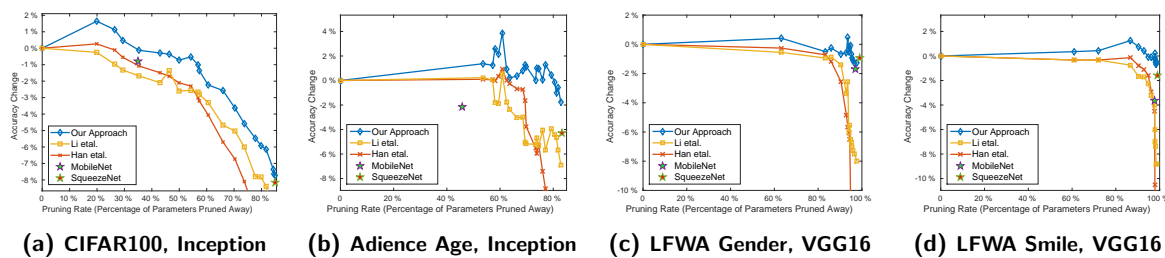 2 %
1 %
0 %
-1 %
-2 %
-3 %
-4 %
-5 %
-6 %
-7 %
-8 %
Accuracy Change
Our Approach
Li etal.
Han etal.
MobileNet
SqueezeNet
0 10 20 30 40 50 60 70 80 %
Pruning Rate (Percentage of Parameters Pruned Away)
(a) CIFAR100, Inception
6 %
4 %
2 %
0 %
-2 %
-4 %
-6 %
-8 %
Accuracy Change
Our Approach
Li etal.
Han etal.
MobileNet
SqueezeNet
0 20 40 60 % 80
Pruning Rate (Percentage of Parameters Pruned Away)
(b) Adience Age, Inception
2 %
0 %
-2 %
-4 %
-6 %
-8 %
-10 %
Accuracy Change
Our Approach
Li etal.
Han etal.
MobileNet
SqueezeNet
0 20 40 60 80 100 %
Pruning Rate (Percentage of Parameters Pruned Away)
(c) LFWA Gender, VGG16
2 %
0 %
-2 %
-4 %
-6 %
-8 %
-10 %
Accuracy Change
Our Approach
Li etal.
Han etal.
MobileNet
SqueezeNet
0 20 40 60 80 100 %
Pruning Rate (Percentage of Parameters Pruned Away)
(d) LFWA Smile, VGG16